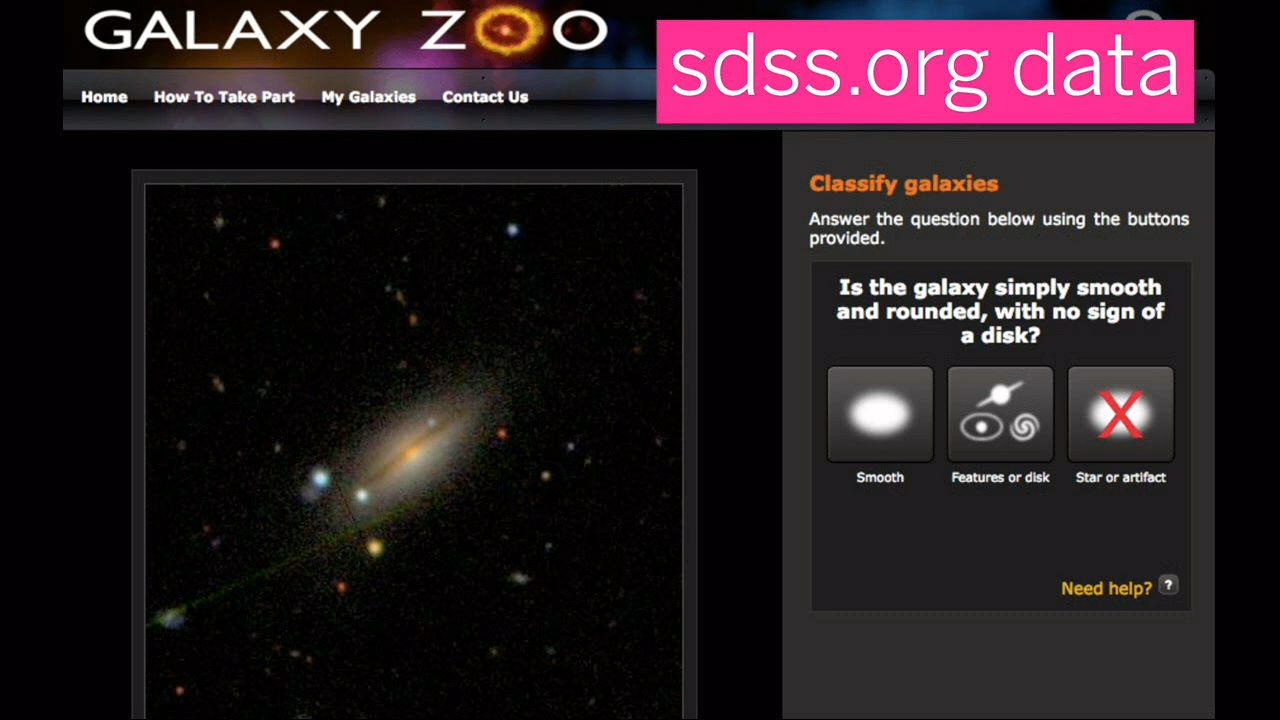 GALAXY ZOO
sdss.org data
Home How To Take Part My Galaxies Contact Us
Classify galaxies
Answer the question below using the buttons
provided.
Is the galaxy simply smooth
and rounded, with no sign of
a disk?
Smooth Features or disk Star or artifact
Need help? ?